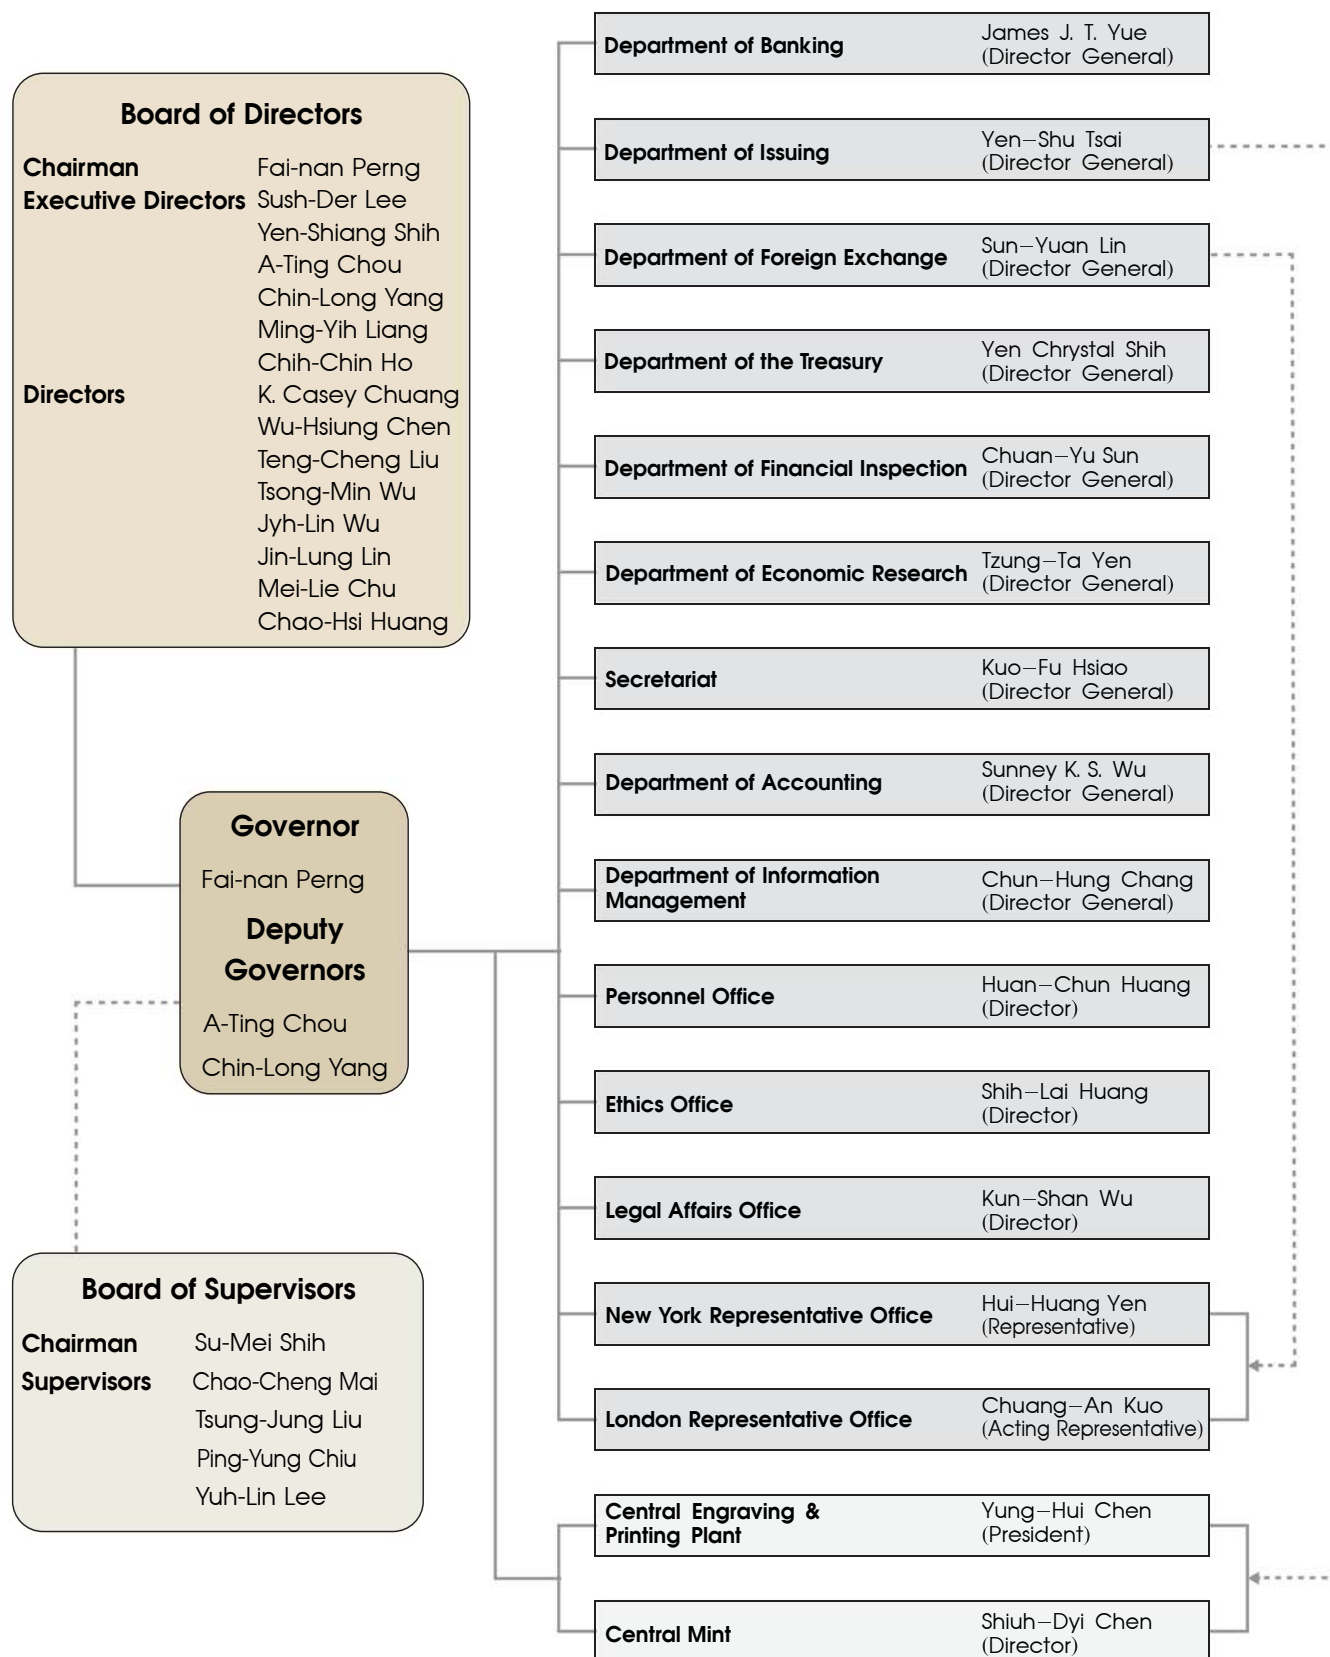 Board of Directors
Chairman Fai-nan Perng
Executive Directors Sush-Der Lee
Yen-Shiang Shih
A-Ting Chou
Chin-Long Yang
Ming-Yih Liang
Chih-Chin Ho
Directors K. Casey Chuang
Wu-Hsiung Chen
Teng-Cheng Liu
Tsong-Min Wu
Jyh-Lin Wu
Jin-Lung Lin
Mei-Lie Chu
Chao-Hsi Huang
Governor
Fai-nan Perng
Deputy
Governors
A-Ting Chou
Chin-Long Yang
Board of Supervisors
Chairman Su-Mei Shih
Supervisors Chao-Cheng Mai
Tsung-Jung Liu
Ping-Yung Chiu
Yuh-Lin Lee
Department of Banking
James J. T. Yue
(Director General)
Department of Issuing
Yen-Shu Tsai
(Director General)
Department of Foreign Exchange
Sun-Yuan Lin
(Director General)
Department of the Treasury
Yen Chrystal Shih
(Director General)
Department of Financial Inspection
Chuan-Yu Sun
(Director General)
Department of Economic Research
Tzung-Ta Yen
(Director General)
Secretariat
Kuo-Fu Hsiao
(Director General)
Department of Accounting
Sunney K. S. Wu
(Director General)
Department of Information
Management
Chun-Hung Chang
(Director General)
Personnel Office
Huan-Chun Huang
(Director)
Ethics Office
Shih-Lai Huang
(Director)
Legal Affairs Office
Kun-Shan Wu
(Director)
New York Representative Office
Hui-Huang Yen
(Representative)
London Representative Office
Chuang-An Kuo
(Acting Representative)
Central Engraving &
Printing Plant
Yung-Hui Chen
(President)
Central Mint
Shiuh-Dyi Chen
(Director)